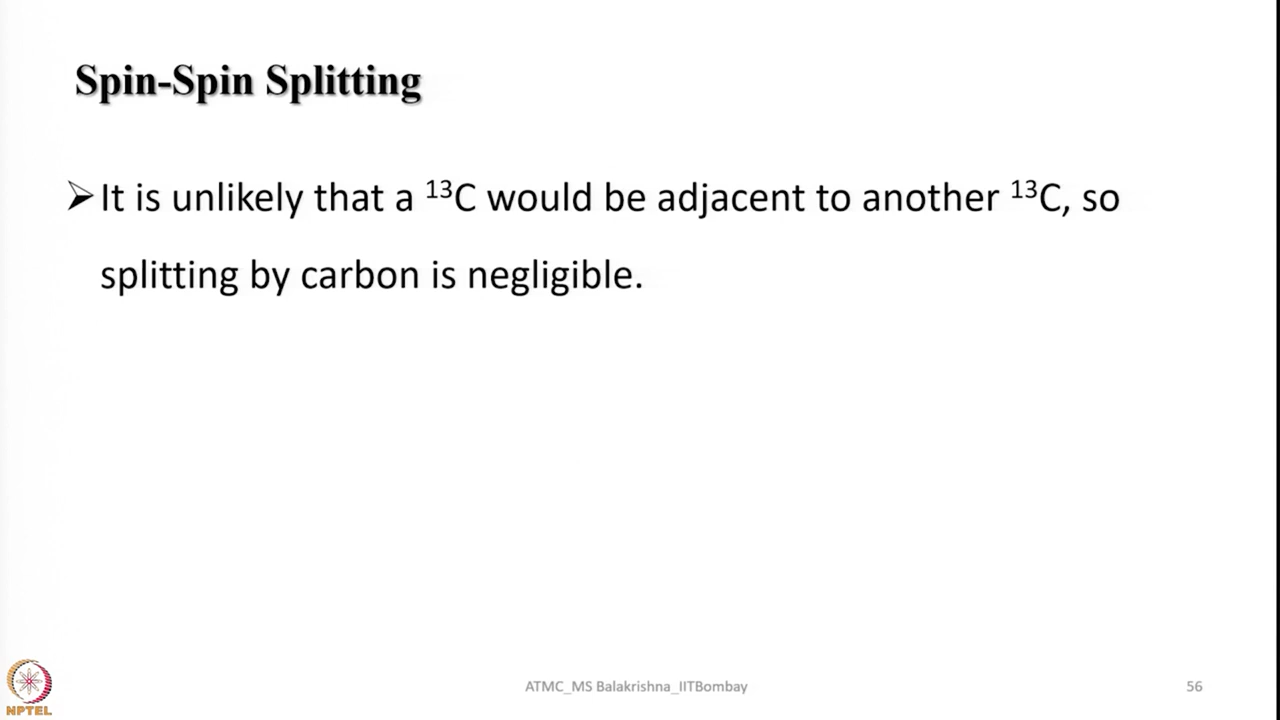 Spin-Spin Splitting
➢It is unlikely that a ¹³C would be adjacent to another ¹³C, so
splitting by carbon is negligible.
NPTEL
ATMC_MS Balakrishna_IITBombay
56